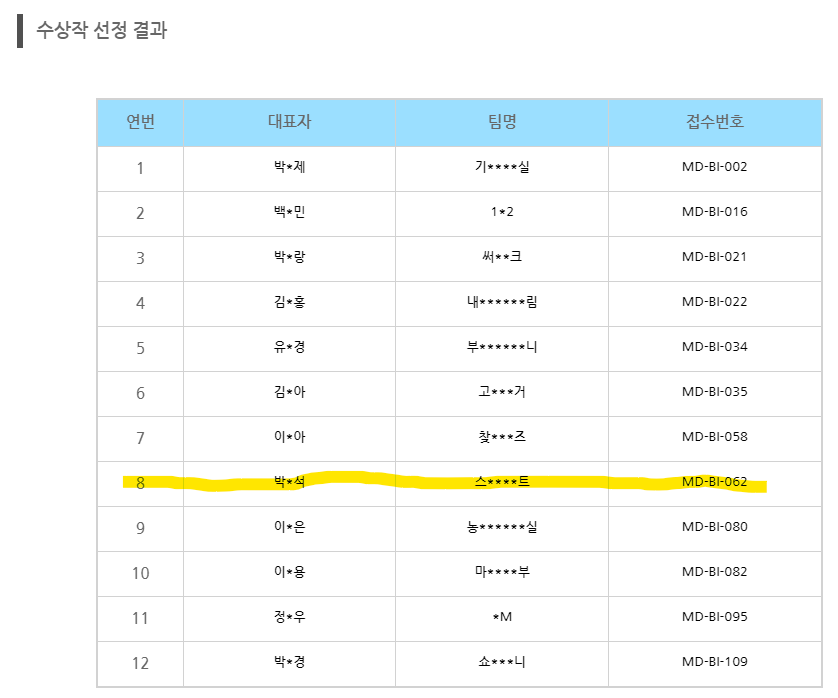 수상작 선정 결과
연번 대표자 팀명 접수번호
1 박*제 기****실 MD-BI-002
2 백*민 1*2 MD-BI-016
3 박*랑 써**크 MD-BI-021
4 김*홍 내******림 MD-BI-022
5 유*경 부******니 MD-BI-034
6 김*아 고***거 MD-BI-035
7 이*아 찾***즈 MD-BI-058
8 박*석 스****트 MD-BI-062
9 이*은 농******실 MD-BI-080
10 이*용 마****부 MD-BI-082
11 정*우 *M MD-BI-095
12 박*경 쇼***니 MD-BI-109